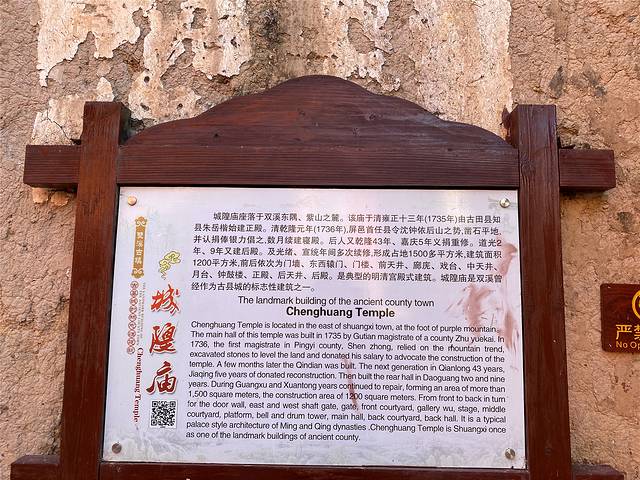 城隍庙座落于双溪东隅、紫山之麓。该庙于清雍正十三年(1735年)由古田县知
县朱岳楷始建正殿。清乾隆元年(1736年),屏邑首任县令沈钟依后山之势,凿石平地,
并认捐俸银力倡之,数月续建寝殿。后人又乾隆43年、嘉庆5年又捐重修。道光2
年、9年又建后殿。及光绪、宣统年间多次续修,形成占地1500多平方米,建筑面积
1200平方米,前后依次为门墙、东西辕门、门楼、前天井、廊庑、戏台、中天井、
月台、钟鼓楼、正殿、后天井、后殿。是典型的明清宫殿式建筑。城隍庙是双溪曾
经作为古县城的标志性建筑之一。
The landmark building of the ancient county town
Chenghuang Temple
Chenghuang Temple is located in the east of shuangxi town, at the foot of purple mountain.
The main hall of this temple was built in 1735 by Gutian magistrate of a county Zhu yuekai. In
1736, the first magistrate in Pingyi county, Shen zhong, relied on the mountain trend,
excavated stones to level the land and donated his salary to advocate the construction of the
temple. A few months later the Qindian was built. The next generation in Qianlong 43 years,
Jiaqing five years of donated reconstruction. Then built the rear hall in Daoguang two and nine
years. During Guangxu and Xuantong years continued to repair, forming an area of more than
1,500 square meters, the construction area of 1200 square meters. From front to back in turn
for the door wall, east and west shaft gate, gate, front courtyard, gallery wu, stage, middle
courtyard, platform, bell and drum tower, main hall, back courtyard, back hall. It is a typical
palace style architecture of Ming and Qing dynasties .Chenghuang Temple is Shuangxi once
as one of the landmark buildings of ancient county.
双溪古镇
城隍庙
Chenghuang Temple
严禁
No